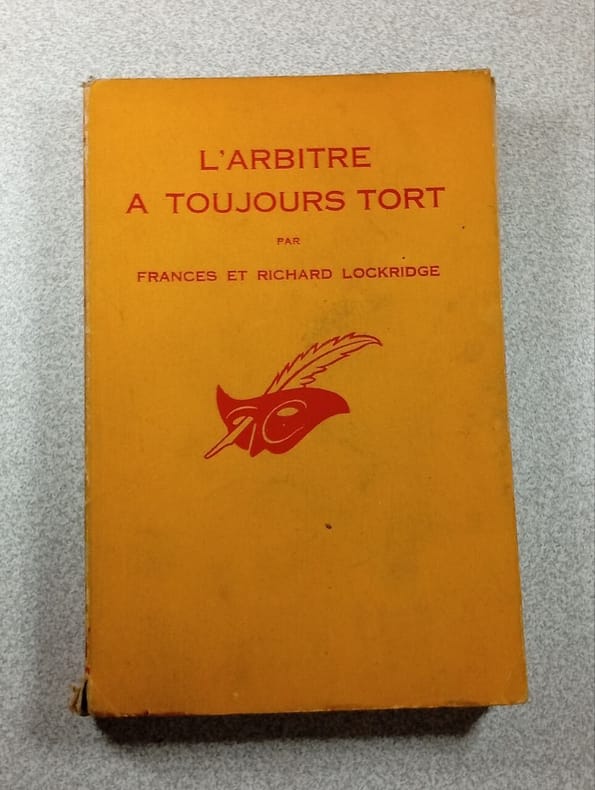 L'ARBITRE
A TOUJOURS TORT
PAR
FRANCES ET RICHARD LOCKRIDGE